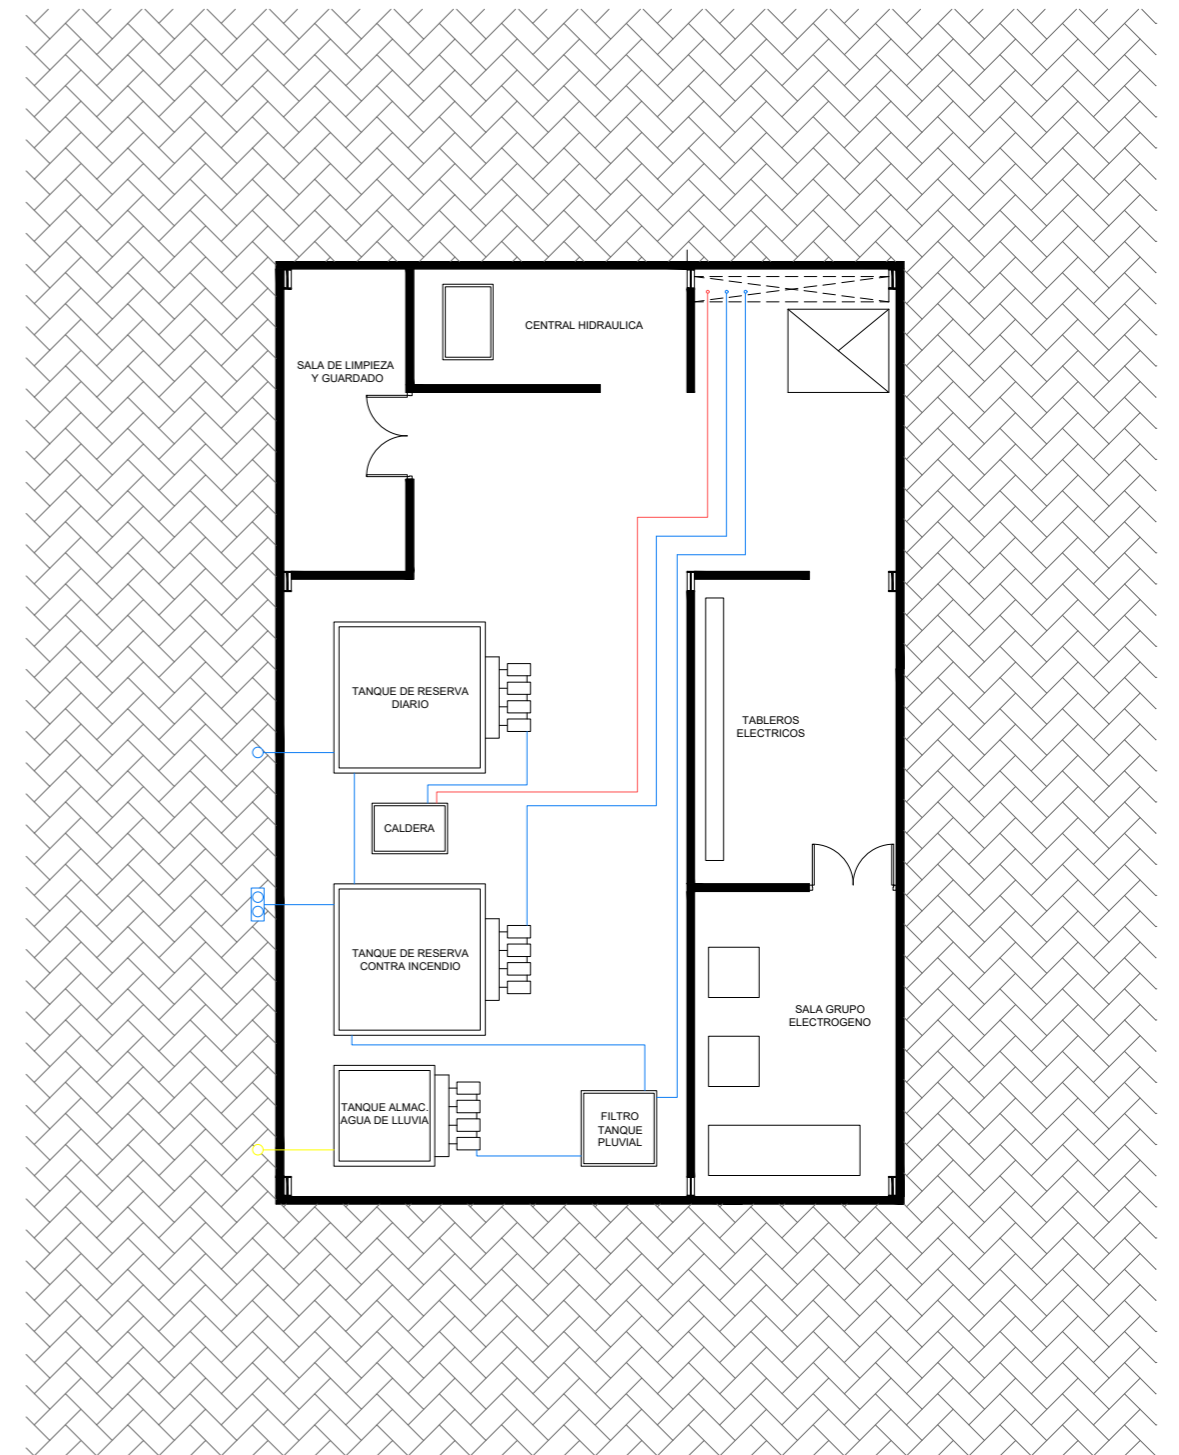 CENTRAL HIDRAULICA
SALA DE LIMPIEZA
Y GUARDADO
TANQUE DE RESERVA
DIARIO
TABLEROS
ELECTRICOS
CALDERA
TANQUE DE RESERVA
CONTRA INCENDIO
SALA GRUPO
ELECTROGENO
TANQUE ALMAC.
AGUA DE LLUVIA
FILTRO
TANQUE
PLUVIAL